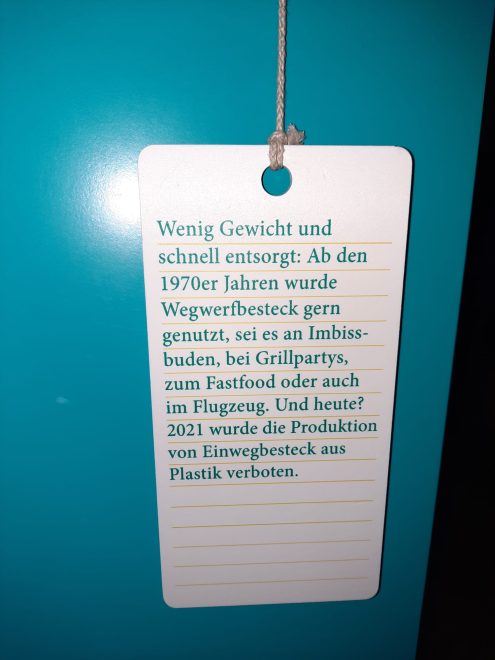 Wenig Gewicht und
schnell entsorgt: Ab den
1970er Jahren wurde
Wegwerfbesteck gern
genutzt, sei es an Imbiss-
buden, bei Grillpartys,
zum Fastfood oder auch
im Flugzeug. Und heute?
2021 wurde die Produktion
von Einwegbesteck aus
Plastik verboten.